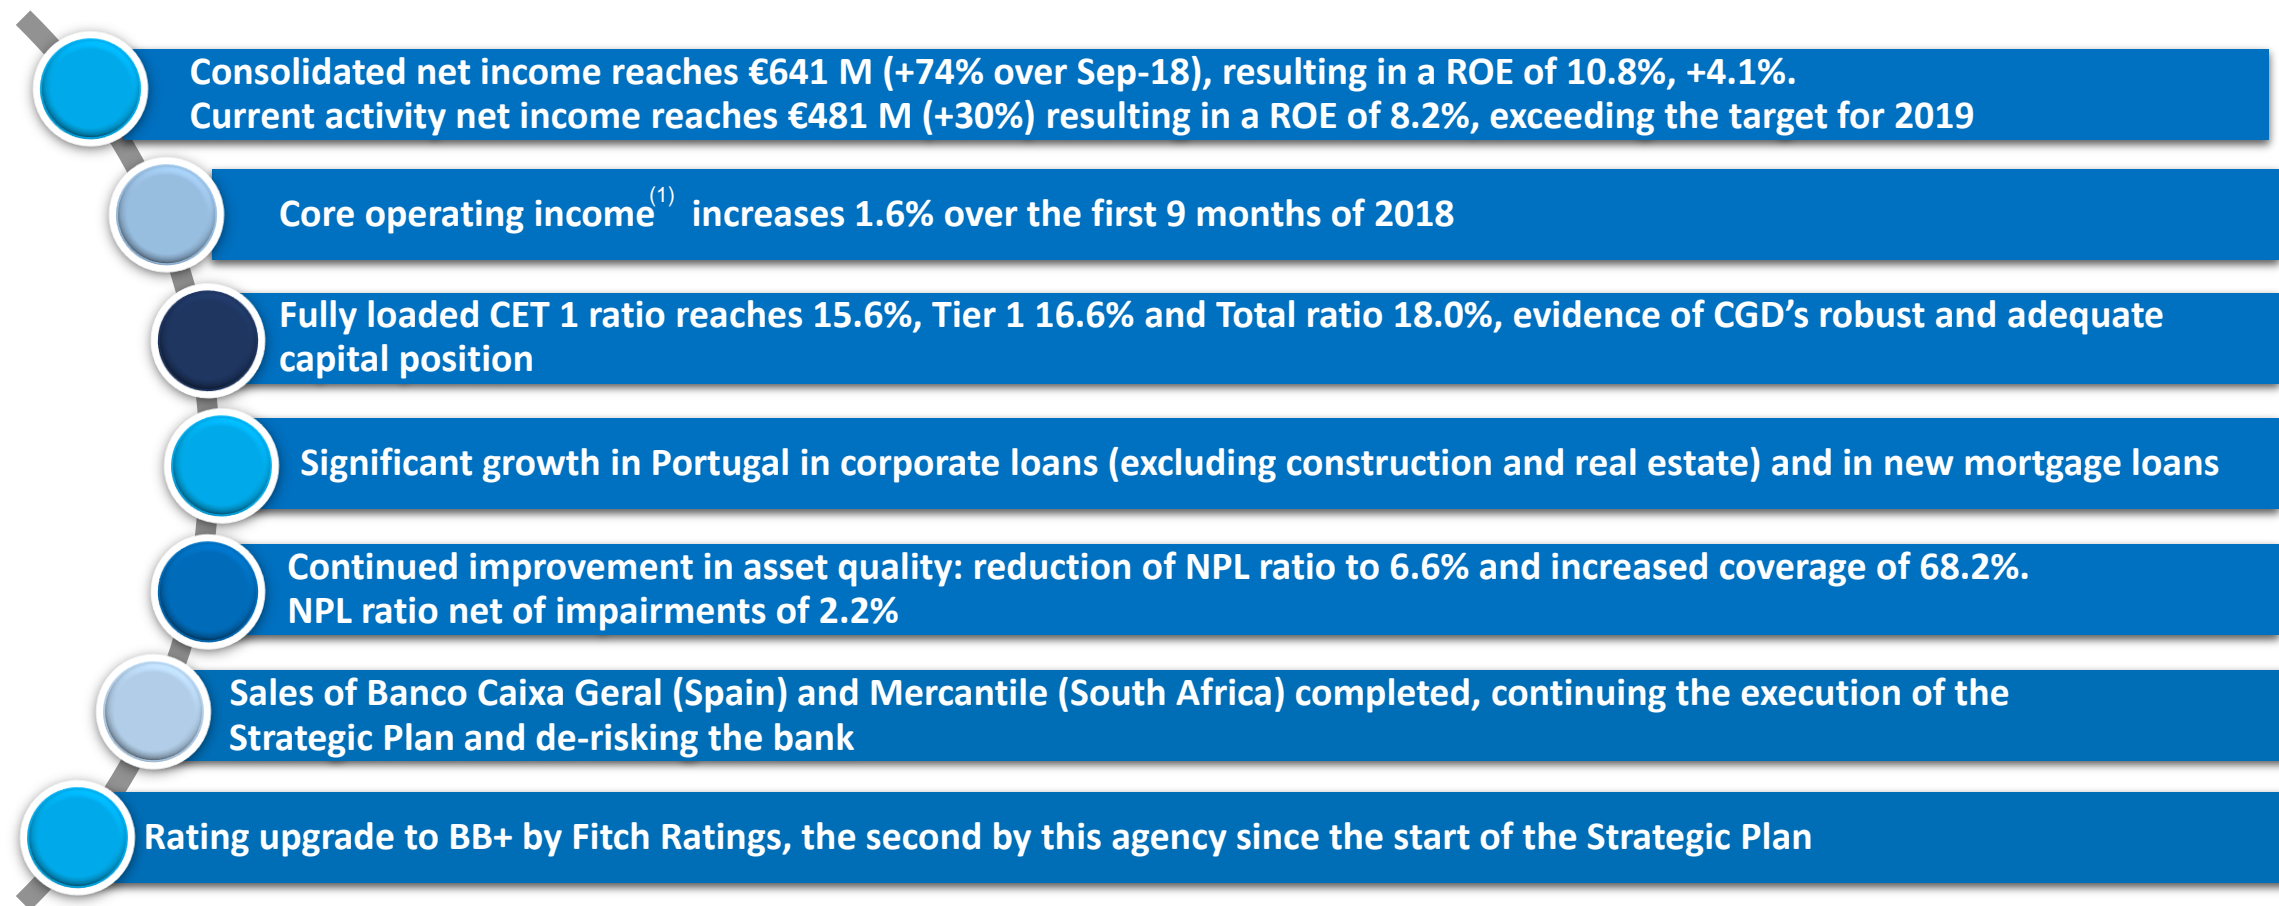 Consolidated net income reaches €641 M (+74% over Sep-18), resulting in a ROE of 10.8%, +4.1%.
Current activity net income reaches €481 M (+30%) resulting in a ROE of 8.2%, exceeding the target for 2019
Core operating income(1) increases 1.6% over the first 9 months of 2018
Fully loaded CET 1 ratio reaches 15.6%, Tier 1 16.6% and Total ratio 18.0%, evidence of CGD’s robust and adequate
capital position
Significant growth in Portugal in corporate loans (excluding construction and real estate) and in new mortgage loans
Continued improvement in asset quality: reduction of NPL ratio to 6.6% and increased coverage of 68.2%.
NPL ratio net of impairments of 2.2%
Sales of Banco Caixa Geral (Spain) and Mercantile (South Africa) completed, continuing the execution of the
Strategic Plan and de-risking the bank
Rating upgrade to BB+ by Fitch Ratings, the second by this agency since the start of the Strategic Plan